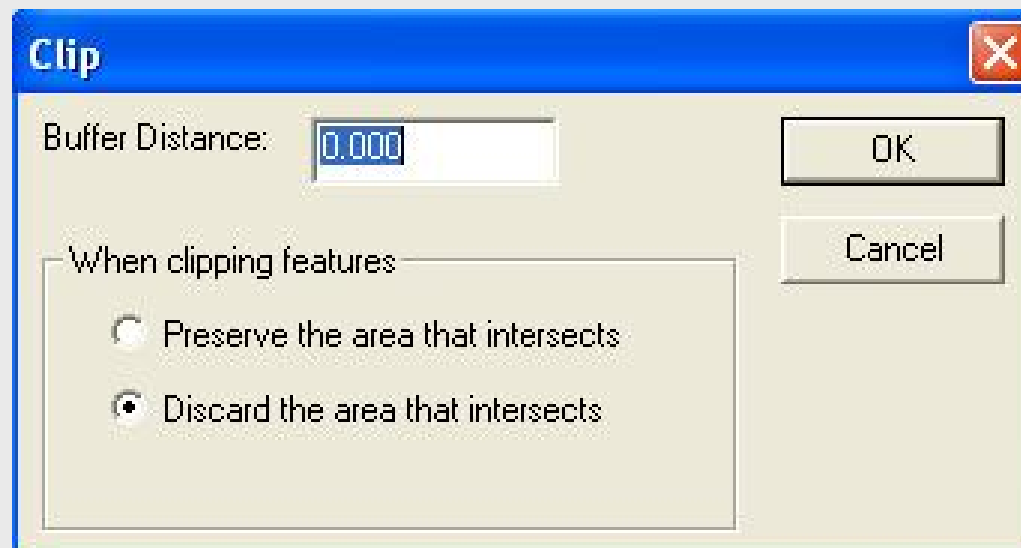 Clip
Buffer Distance: 0.000
OK
Cancel
When clipping features
Preserve the area that intersects
Discard the area that intersects